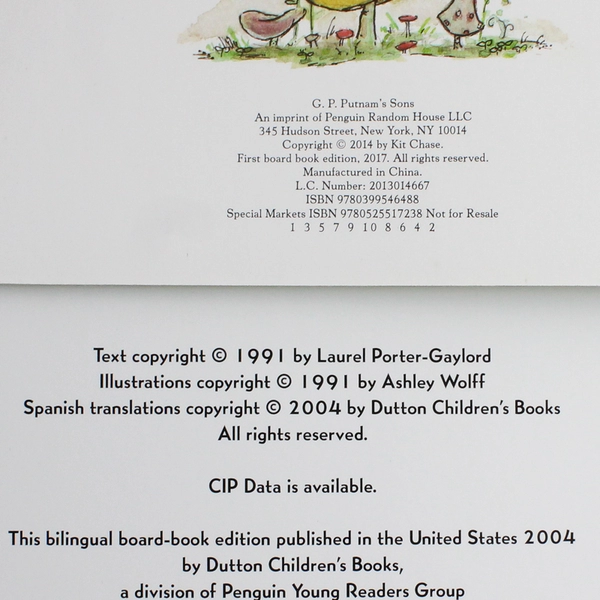 G. P. Putnam's Sons
An imprint of Penguin Random House LLC
345 Hudson Street, New York, NY 10014
Copyright © 2014 by Kit Chase.
First board book edition, 2017. All rights reserved.
Manufactured in China.
L.C. Number: 2013014667
ISBN 9780399546488
Special Markets ISBN 9780525517238 Not for Resale
1 3 5 7 9 10 8 6 4 2
Text copyright © 1991 by Laurel Porter-Gaylord
Illustrations copyright © 1991 by Ashley Wolff
Spanish translations copyright © 2004 by Dutton Children's Books
All rights reserved.
CIP Data is available.
This bilingual board-book edition published in the United States 2004
by Dutton Children's Books,
a division of Penguin Young Readers Group